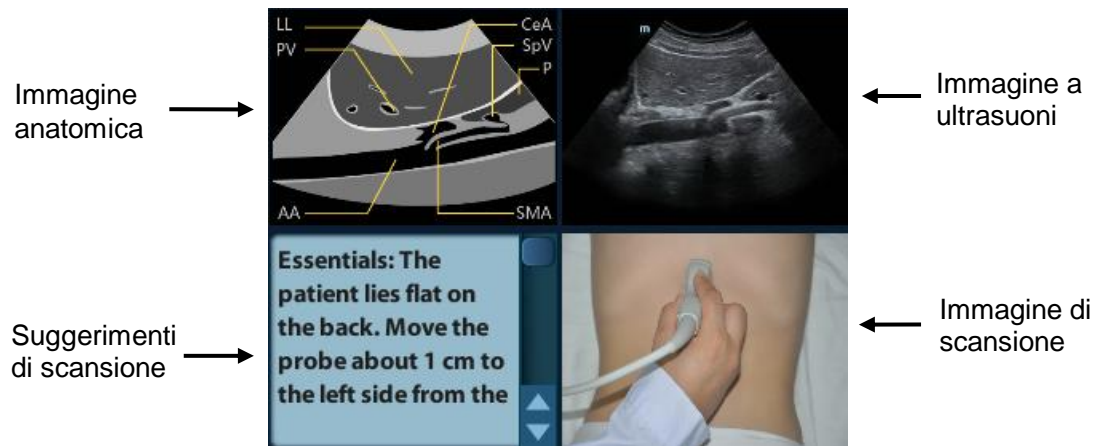 Immagine
anatomica
LL
PV
CeA
SpV
P
AA
SMA
m
Immagine a
ultrasuoni
Suggerimenti
di scansione
Essentials: The
patient lies flat on
the back. Move the
probe about 1 cm to
the left side from the
Immagine di
scansione